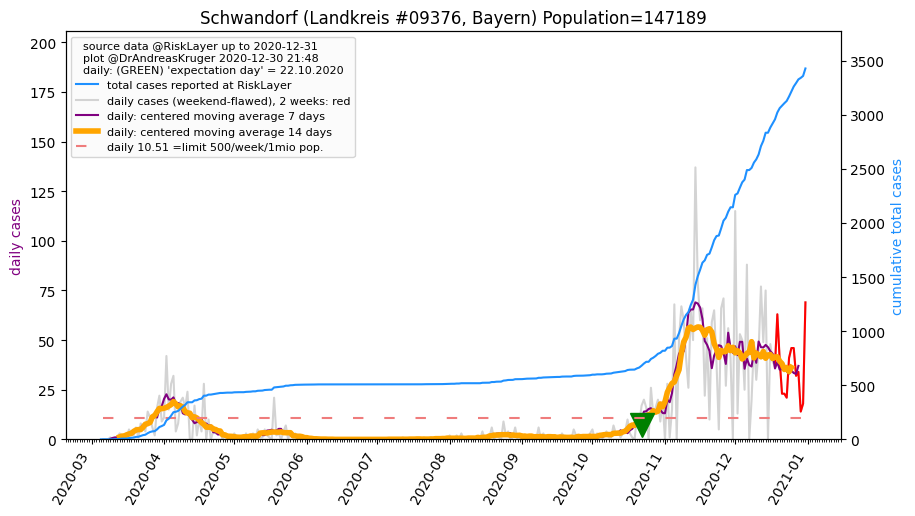 Schwandorf (Landkreis #09376, Bayern) Population=147189
source data @RiskLayer up to 2020-12-31
plot @DrAndreasKruger 2020-12-30 21:48
daily: (GREEN) 'expectation day' = 22.10.2020
total cases reported at RiskLayer
daily cases (weekend-flawed), 2 weeks: red
daily: centered moving average 7 days
daily: centered moving average 14 days
daily 10.51 =limit 500/week/1mio pop.
daily cases
200
175
150
125
100
75
50
25
0
cumulative total cases
3500
3000
2500
2000
1500
1000
500
0
2020-03
2020-04
2020-05
2020-06
2020-07
2020-08
2020-09
2020-10
2020-11
2020-12
2021-01